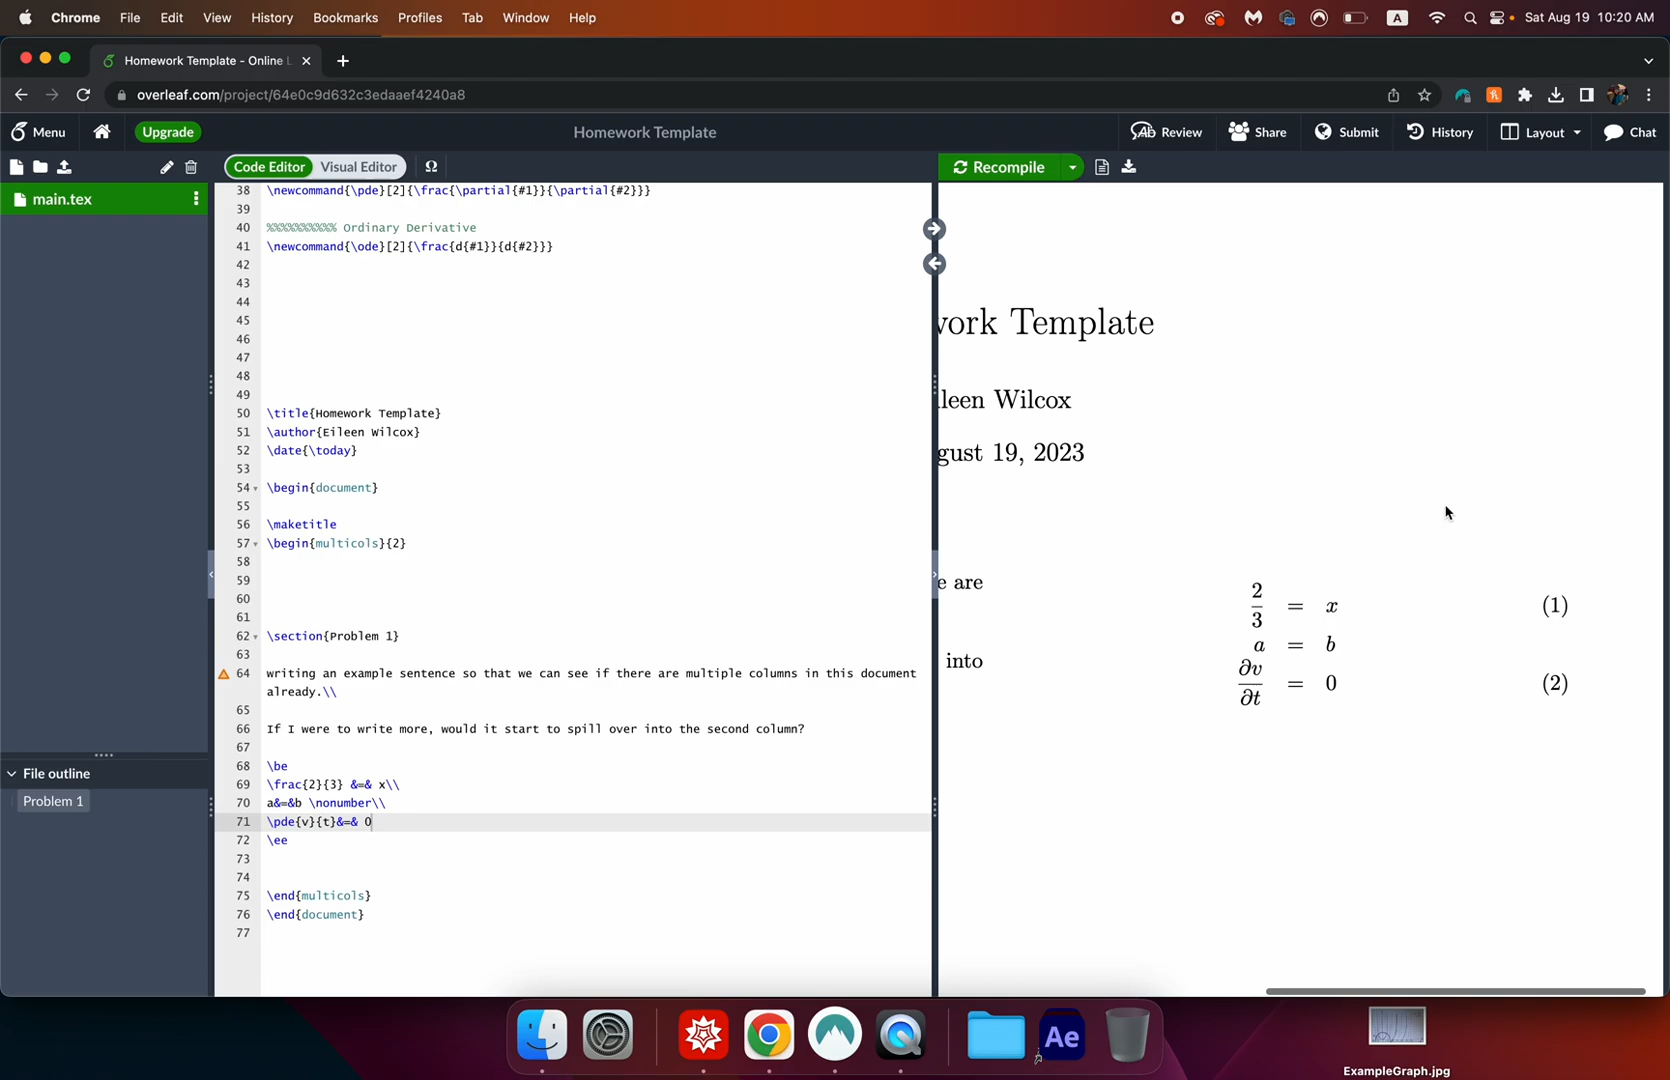 Chrome File Edit View History Bookmarks Profiles Tab Window Help A Sat Aug 19 10:20 AM
Homework Template - Online L
overleaf.com/project/64e0c9d632c3edaaef4240a8
Menu Upgrade Homework Template Review Share Submit History Layout Chat
Code Editor Visual Editor Ω Recompile
main.tex
38 \newcommand{\pde}[2]{\frac{\partial{#1}}{\partial{#2}}}
39
40 %%%%%%%%%% Ordinary Derivative
41 \newcommand{\ode}[2]{\frac{d{#1}}{d{#2}}}
42
43
44
45
46
47
48
49
50 \title{Homework Template}
51 \author{Eileen Wilcox}
52 \date{\today}
53
54 \begin{document}
55
56 \maketitle
57 \begin{multicols}{2}
58
59
60
61
62 \section{Problem 1}
63
64 writing an example sentence so that we can see if there are multiple columns in this document
already.\\
65
66 If I were to write more, would it start to spill over into the second column?
67
68 \be
69 \frac{2}{3} &=& x\\
70 a&=&b \nonumber\\
71 \pde{v}{t}&=& 0
72 \ee
73
74
75 \end{multicols}
76 \end{document}
77
File outline
Problem 1
work Template
leen Wilcox
gust 19, 2023
e are
into
2/3 = x (1)
a = b
∂v/∂t = 0 (2)
Ae
ExampleGraph.jpg